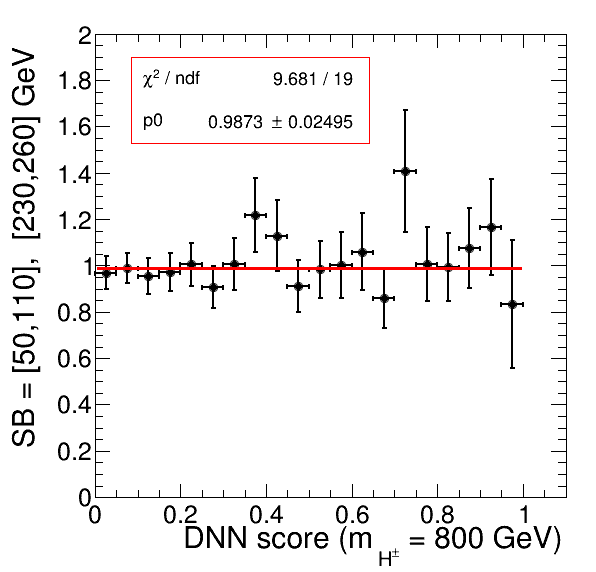 SB = [50,110], [230,260] GeV
χ² / ndf 9.681 / 19
p0 0.9873 ± 0.02495
2
1.8
1.6
1.4
1.2
1
0.8
0.6
0.4
0.2
0
0 0.2 0.4 0.6 0.8 1
DNN score (m_H± = 800 GeV)